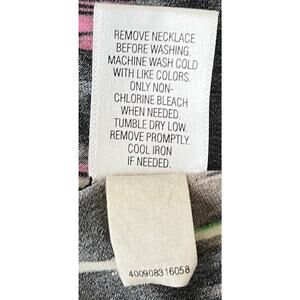 REMOVE NECKLACE
BEFORE WASHING.
MACHINE WASH COLD
WITH LIKE COLORS.
ONLY NON-
CHLORINE BLEACH
WHEN NEEDED.
TUMBLE DRY LOW.
REMOVE PROMPTLY.
COOL IRON
IF NEEDED.
400908316058